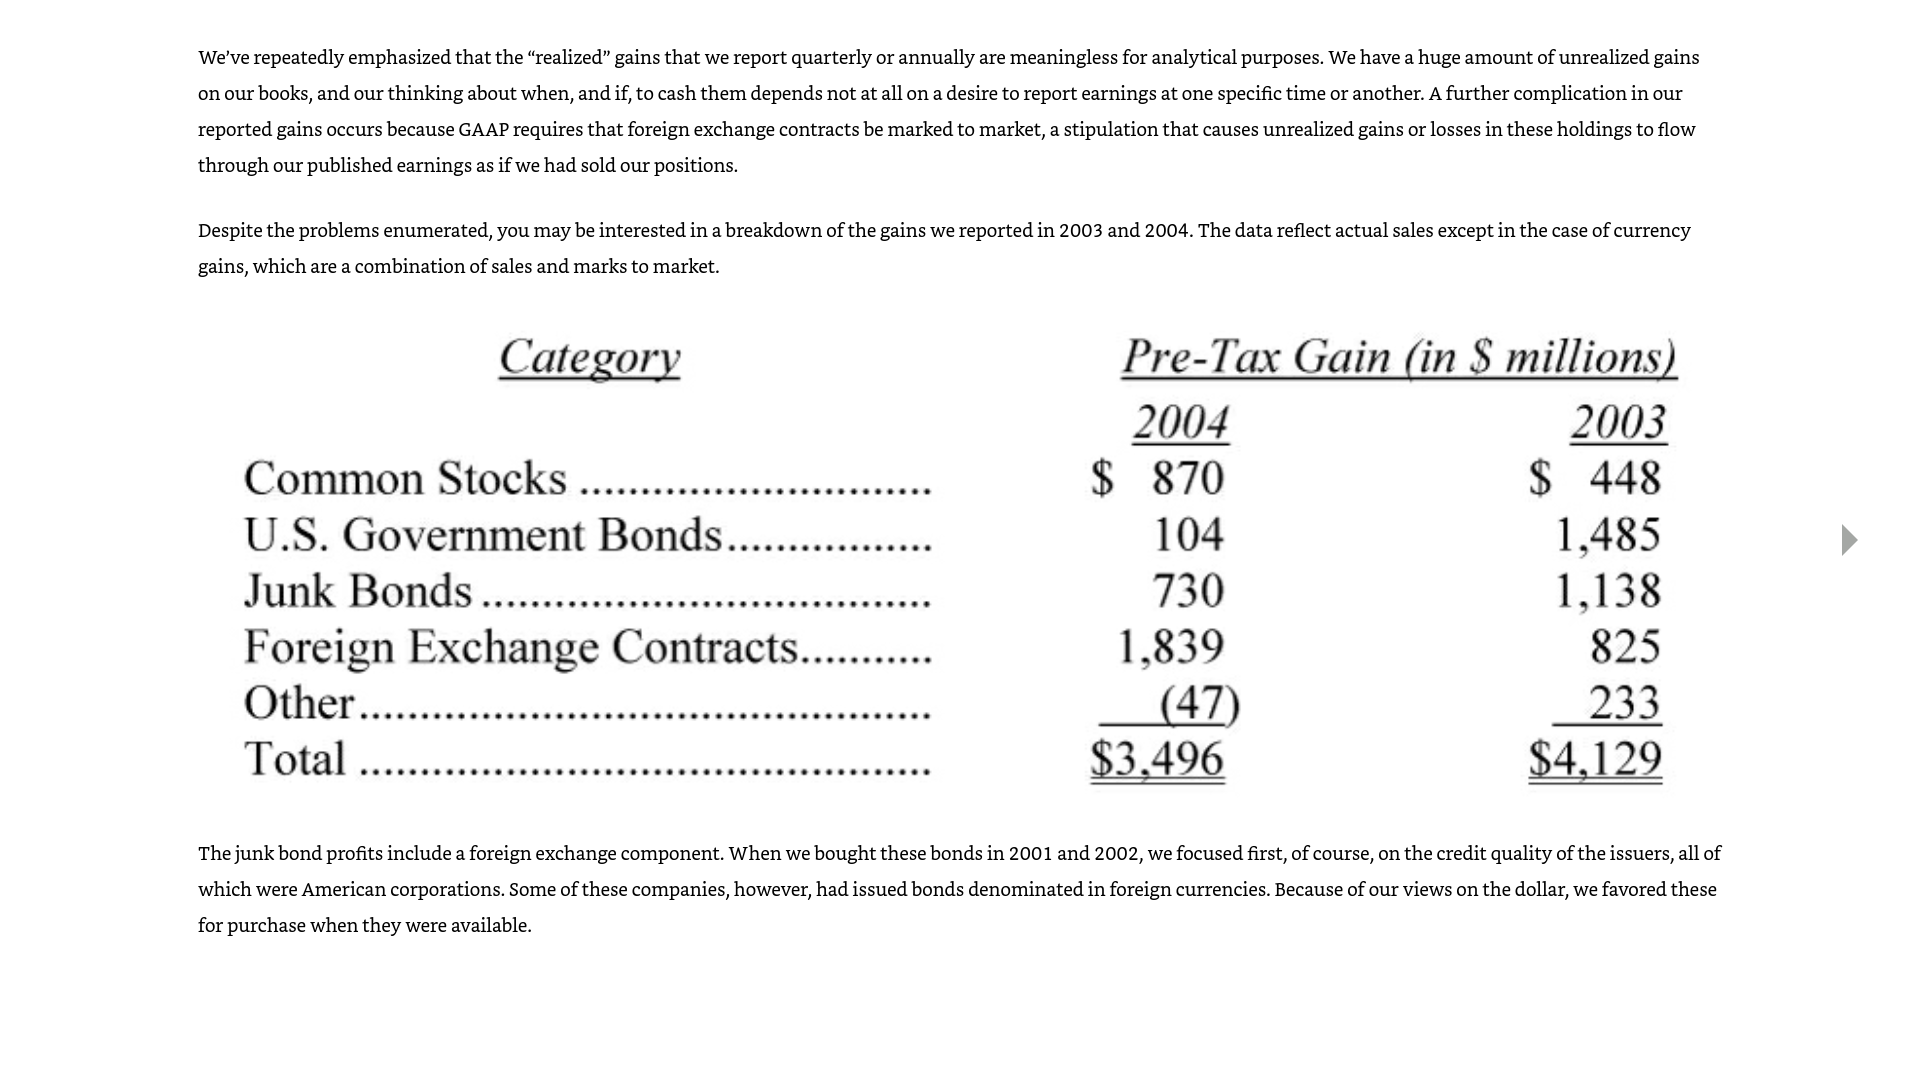 We’ve repeatedly emphasized that the “realized” gains that we report quarterly or annually are meaningless for analytical purposes. We have a huge amount of unrealized gains
on our books, and our thinking about when, and if, to cash them depends not at all on a desire to report earnings at one specific time or another. A further complication in our
reported gains occurs because GAAP requires that foreign exchange contracts be marked to market, a stipulation that causes unrealized gains or losses in these holdings to flow
through our published earnings as if we had sold our positions.
Despite the problems enumerated, you may be interested in a breakdown of the gains we reported in 2003 and 2004. The data reflect actual sales except in the case of currency
gains, which are a combination of sales and marks to market.
Category Pre-Tax Gain (in $ millions)
2004 2003
Common Stocks ............................. $ 870 $ 448
U.S. Government Bonds................. 104 1,485
Junk Bonds ..................................... 730 1,138
Foreign Exchange Contracts........... 1,839 825
Other............................................... (47) 233
Total ............................................... $3,496 $4,129
The junk bond profits include a foreign exchange component. When we bought these bonds in 2001 and 2002, we focused first, of course, on the credit quality of the issuers, all of
which were American corporations. Some of these companies, however, had issued bonds denominated in foreign currencies. Because of our views on the dollar, we favored these
for purchase when they were available.